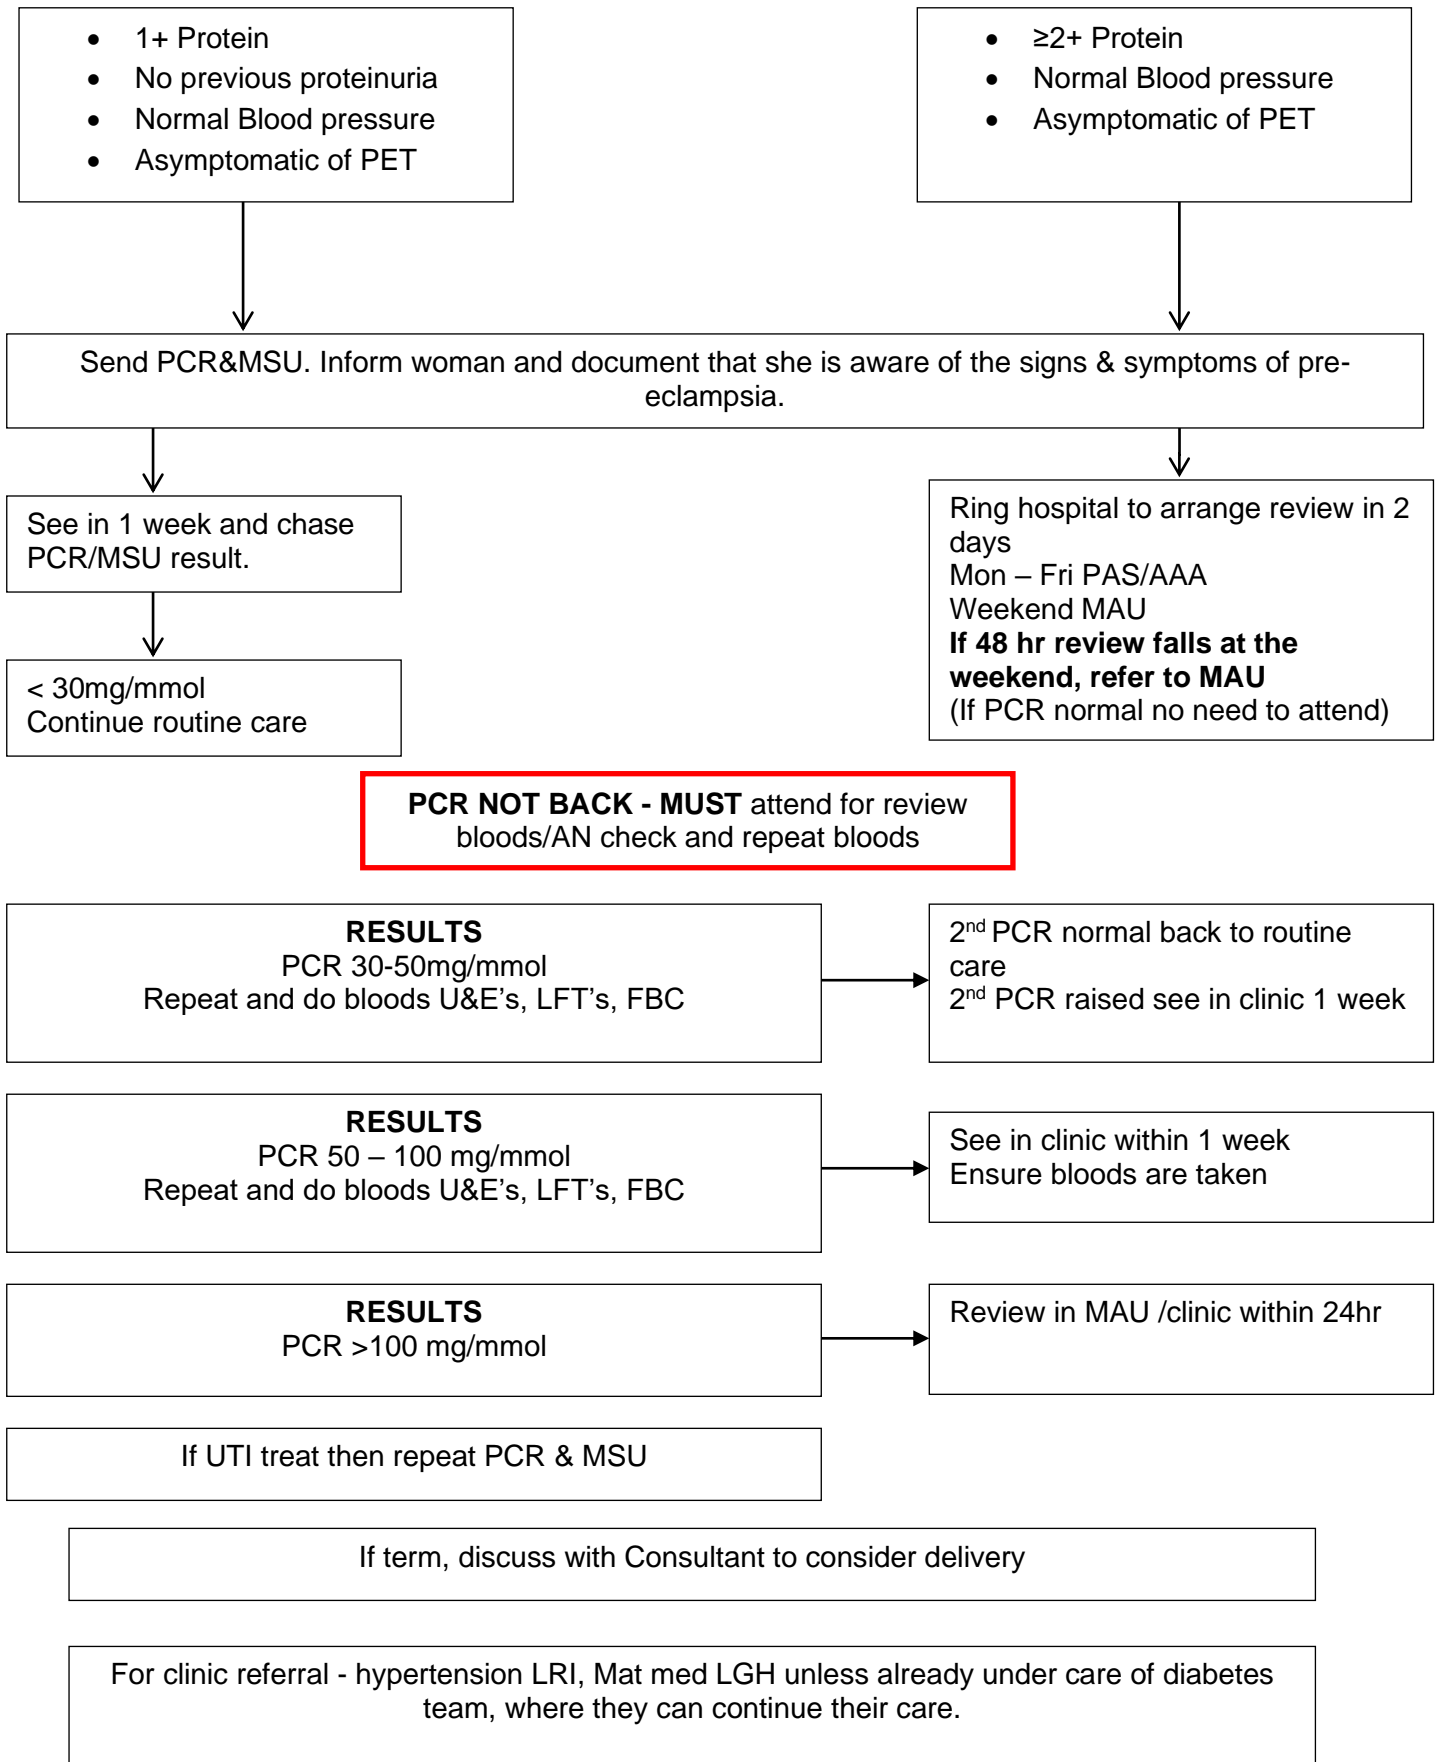 • 1+ Protein
• No previous proteinuria
• Normal Blood pressure
• Asymptomatic of PET
• ≥2+ Protein
• Normal Blood pressure
• Asymptomatic of PET
Send PCR&MSU. Inform woman and document that she is aware of the signs & symptoms of pre-
eclampsia.
See in 1 week and chase
PCR/MSU result.
< 30mg/mmol
Continue routine care
Ring hospital to arrange review in 2
days
Mon – Fri PAS/AAA
Weekend MAU
If 48 hr review falls at the
weekend, refer to MAU
(If PCR normal no need to attend)
PCR NOT BACK - MUST attend for review
bloods/AN check and repeat bloods
RESULTS
PCR 30-50mg/mmol
Repeat and do bloods U&E’s, LFT’s, FBC
2nd PCR normal back to routine
care
2nd PCR raised see in clinic 1 week
RESULTS
PCR 50 – 100 mg/mmol
Repeat and do bloods U&E’s, LFT’s, FBC
See in clinic within 1 week
Ensure bloods are taken
RESULTS
PCR >100 mg/mmol
Review in MAU /clinic within 24hr
If UTI treat then repeat PCR & MSU
If term, discuss with Consultant to consider delivery
For clinic referral - hypertension LRI, Mat med LGH unless already under care of diabetes
team, where they can continue their care.